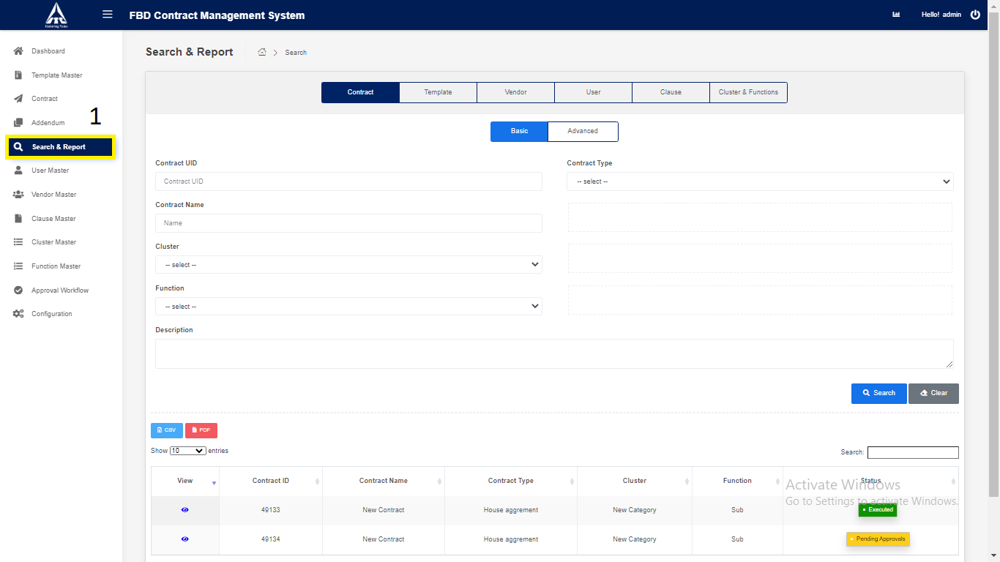 FBD Contract Management System
Hello! admin
Enduring Value
Dashboard
Template Master
Contract
Addendum
1
Search & Report
User Master
Vendor Master
Clause Master
Cluster Master
Function Master
Approval Workflow
Configuration
Search & Report
Search
Contract Template Vendor User Clause Cluster & Functions
Basic Advanced
Contract UID Contract Type
Contract UID -- select --
Contract Name
Name
Cluster
-- select --
Function
-- select --
Description
Search Clear
CSV PDF
Show 10 entries Search:
View Contract ID Contract Name Contract Type Cluster Function Status
49133 New Contract House aggrement New Category Sub Executed
49134 New Contract House aggrement New Category Sub Pending Approvals
Activate Windows
Go to Settings to activate Windows.